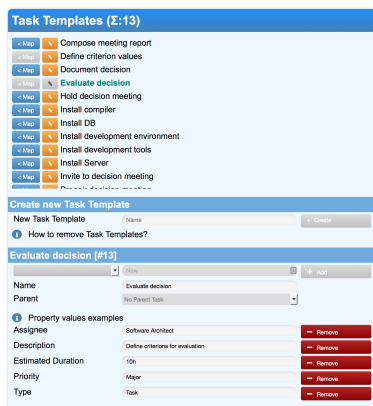 Task Templates (Σ:13)
< Map Compose meeting report
< Map Define criterion values
< Map Document decision
< Map Evaluate decision
< Map Hold decision meeting
< Map Install compiler
< Map Install DB
< Map Install development environment
< Map Install development tools
< Map Install Server
< Map Invite to decision meeting
Create new Task Template
New Task Template Name + Create
How to remove Task Templates?
Evaluate decision [#13]
New + Add
Name Evaluate decision
Parent No Parent Task
Property values examples
Assignee Software Architect − Remove
Description Define criterions for evaluation − Remove
Estimated Duration 10h − Remove
Priority Major − Remove
Type Task − Remove